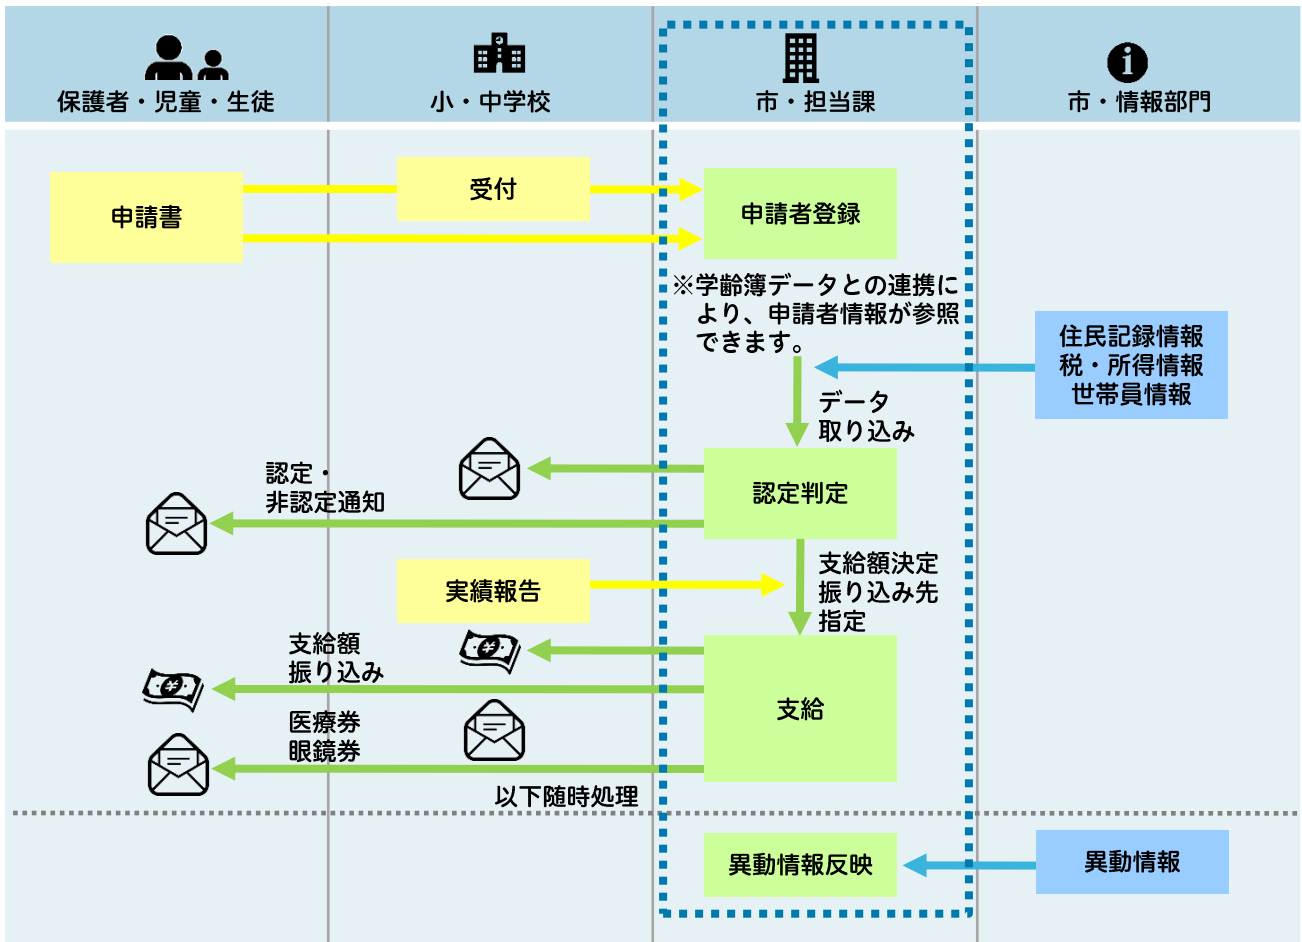 保護者・児童・生徒
小・中学校
市・担当課
市・情報部門
申請書
受付
申請者登録
※学齢簿データとの連携に
より、申請者情報が参照
できます。
住民記録情報
税・所得情報
世帯員情報
データ
取り込み
認定・
非認定通知
認定判定
実績報告
支給額決定
振り込み先
指定
支給額
振り込み
支給
医療券
眼鏡券
以下随時処理
異動情報反映
異動情報